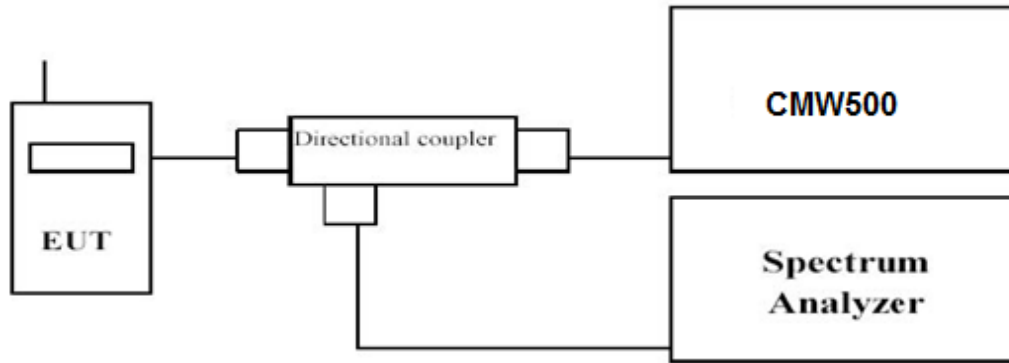 CMW500
Directional coupler
EUT
Spectrum
Analyzer